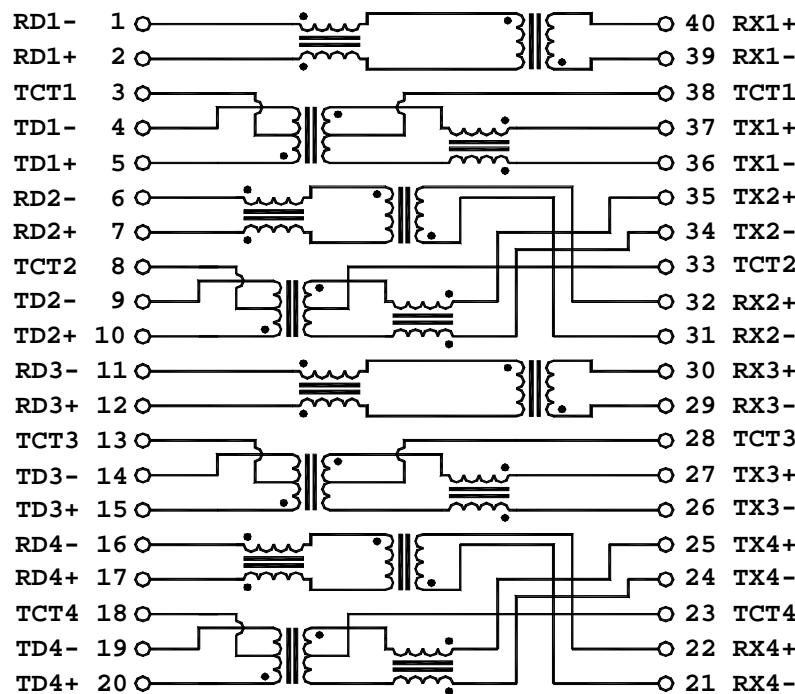 RD1- 1 40 RX1+
RD1+ 2 39 RX1-
TCT1 3 38 TCT1
TD1- 4 37 TX1+
TD1+ 5 36 TX1-
RD2- 6 35 TX2+
RD2+ 7 34 TX2-
TCT2 8 33 TCT2
TD2- 9 32 RX2+
TD2+ 10 31 RX2-
RD3- 11 30 RX3+
RD3+ 12 29 RX3-
TCT3 13 28 TCT3
TD3- 14 27 TX3+
TD3+ 15 26 TX3-
RD4- 16 25 TX4+
RD4+ 17 24 TX4-
TCT4 18 23 TCT4
TD4- 19 22 RX4+
TD4+ 20 21 RX4-